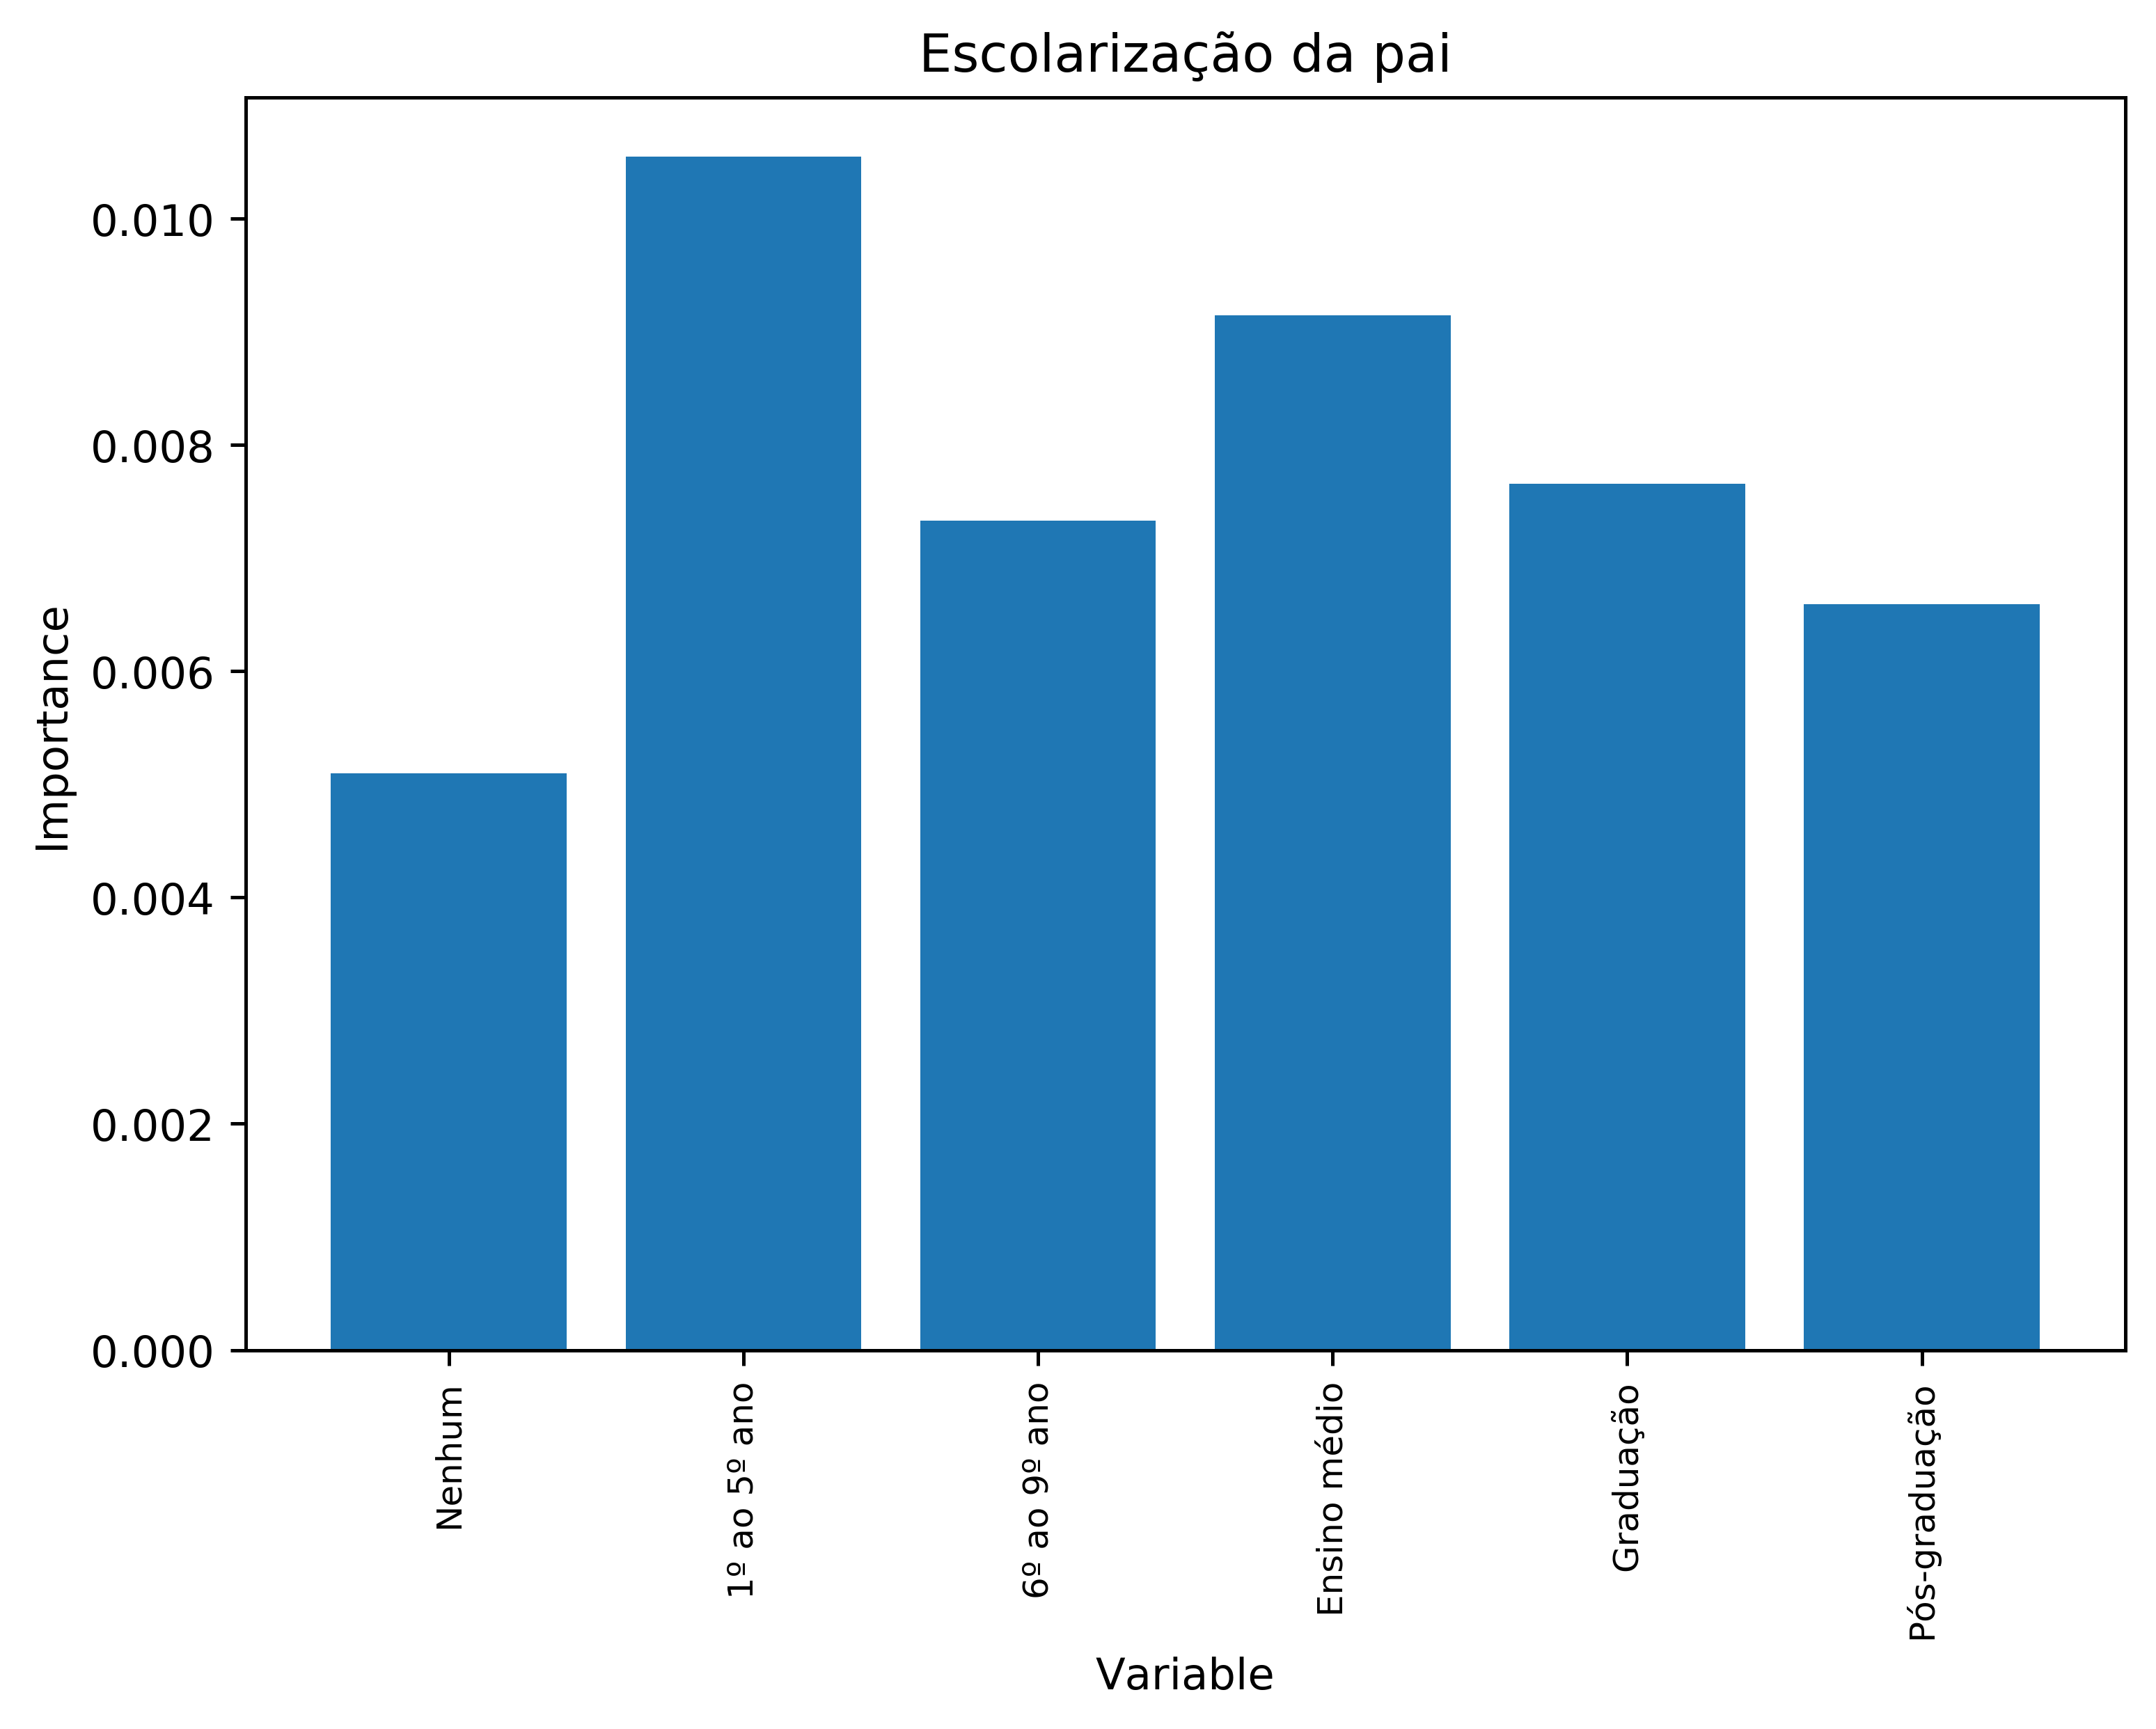 Escolarização da pai
Importance
0.010
0.008
0.006
0.004
0.002
0.000
Nenhum
1º ao 5º ano
6º ao 9º ano
Ensino médio
Graduação
Pós-graduação
Variable